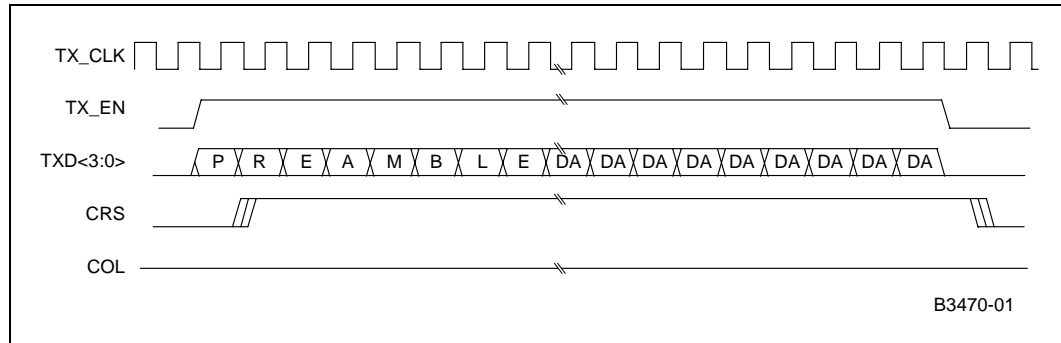 TX_CLK
TX_EN
TXD<3:0> P R E A M B L E DA DA DA DA DA DA DA DA DA
CRS
COL
B3470-01